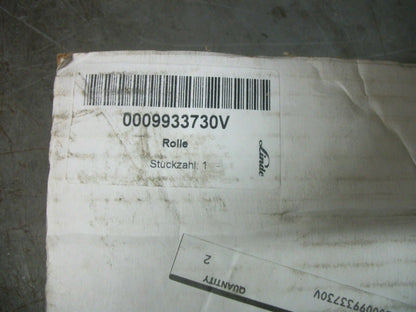 0009933730V
Rolle
Stückzahl: 1
Linde
QUANTITY
2
0009933730V